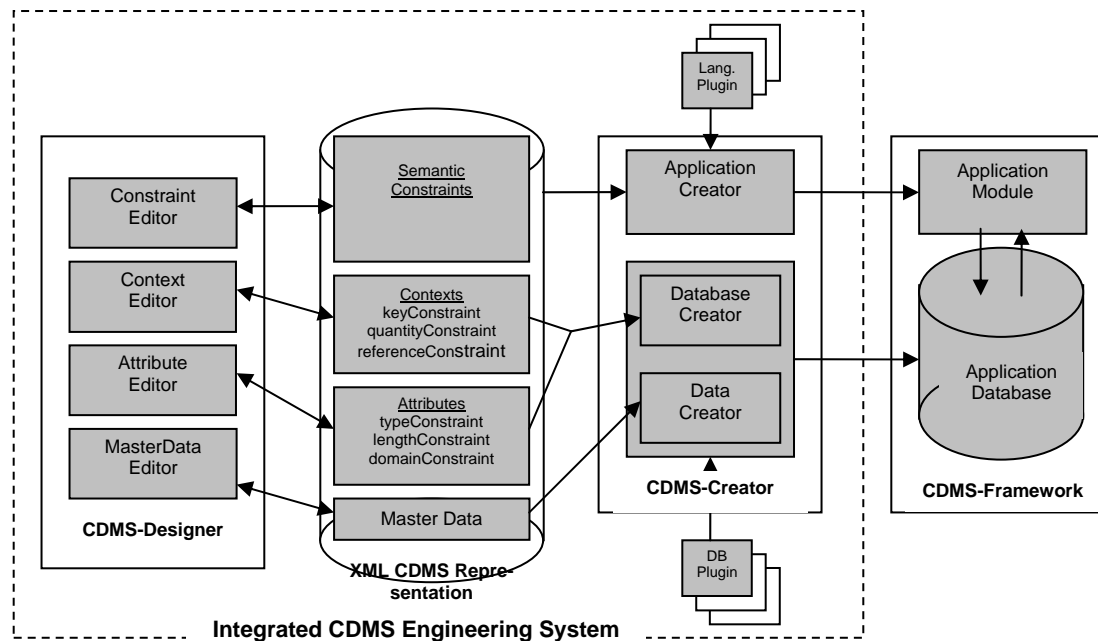 Lang.
Plugin
Constraint
Editor
Context
Editor
Attribute
Editor
MasterData
Editor
CDMS-Designer
Semantic
Constraints
Contexts
keyConstraint
quantityConstraint
referenceConstraint
Attributes
typeConstraint
lengthConstraint
domainConstraint
Master Data
XML CDMS Repre-
sentation
Application
Creator
Database
Creator
Data
Creator
CDMS-Creator
DB
Plugin
Application
Module
Application
Database
CDMS-Framework
Integrated CDMS Engineering System